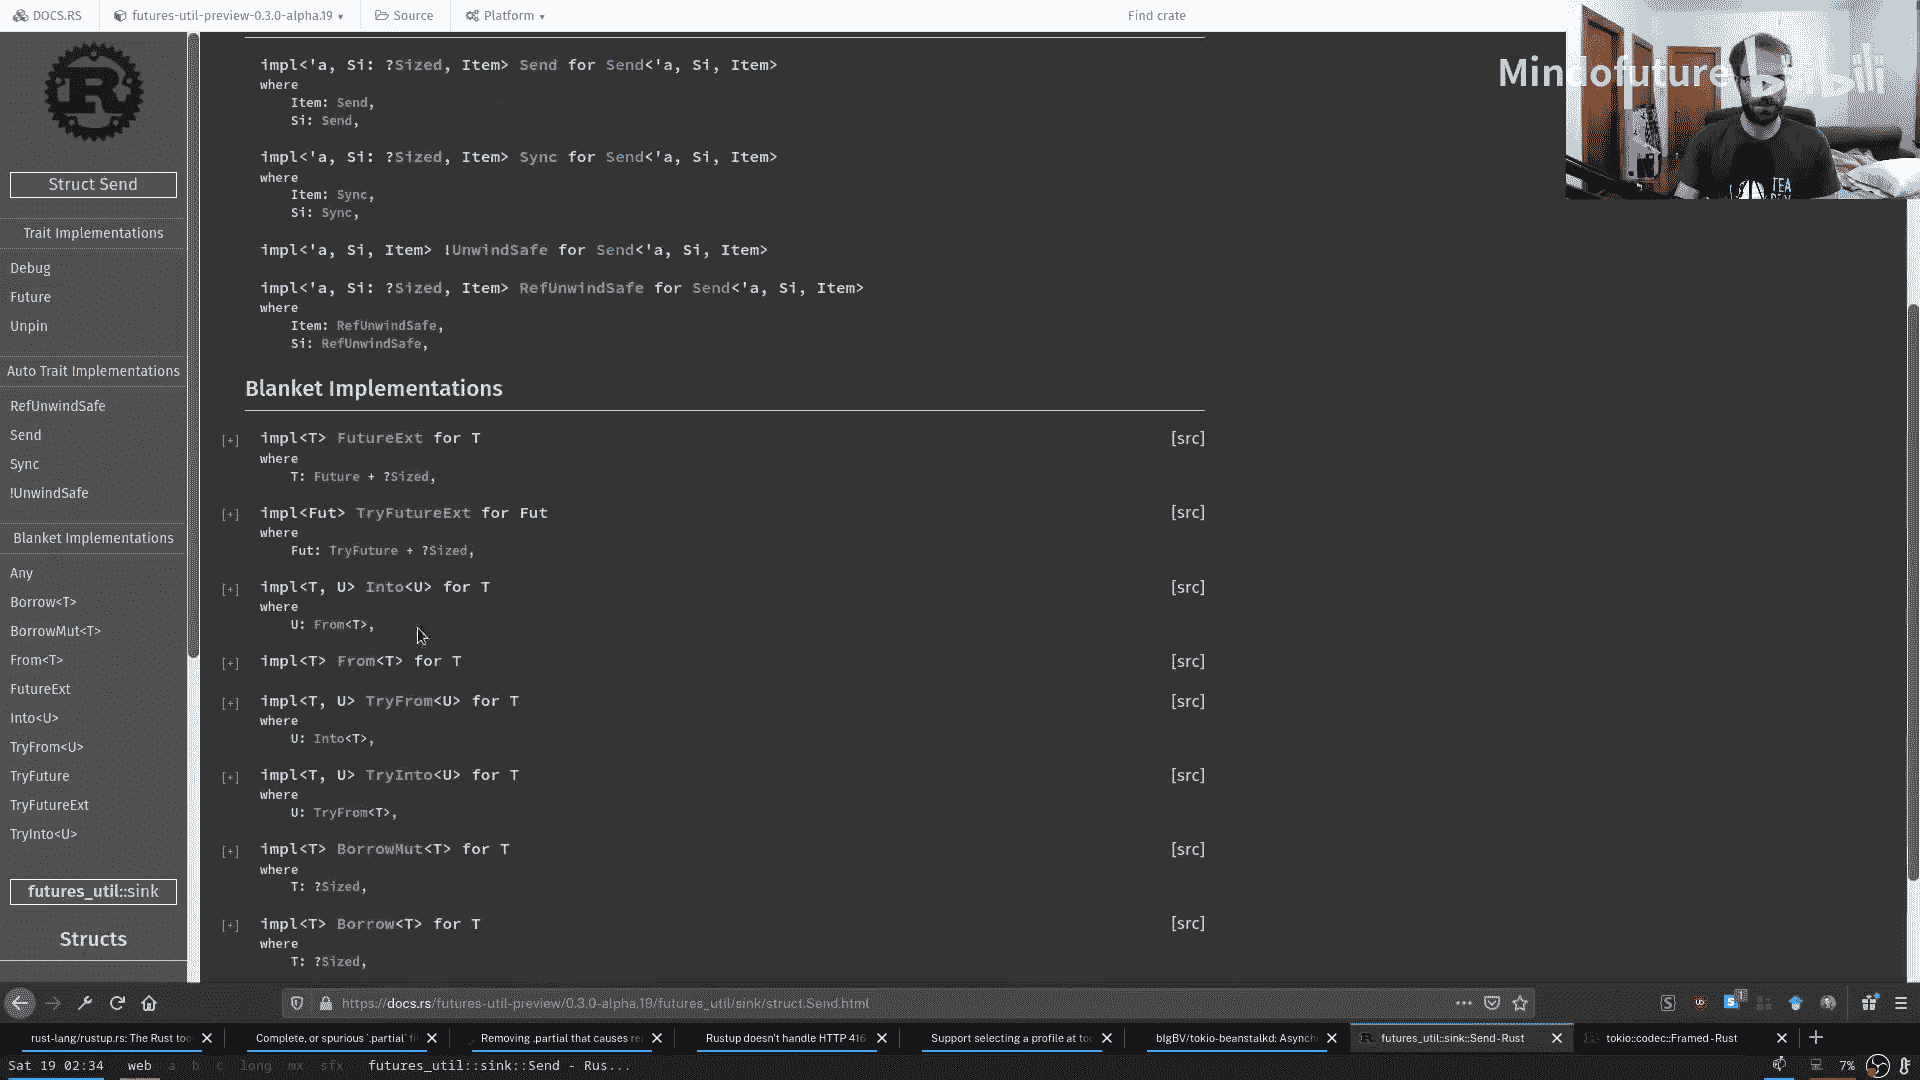 DOCS.RS
futures-util-preview-0.3.0-alpha.19
Source
Platform
Find crate
Mindofuture bilibili
TEA
Struct Send
Trait Implementations
Debug
Future
Unpin
Auto Trait Implementations
RefUnwindSafe
Send
Sync
!UnwindSafe
Blanket Implementations
Any
Borrow<T>
BorrowMut<T>
From<T>
FutureExt
Into<U>
TryFrom<U>
TryFuture
TryFutureExt
TryInto<U>
futures_util::sink
Structs
impl<'a, Si: ?Sized, Item> Send for Send<'a, Si, Item>
where
Item: Send,
Si: Send,
impl<'a, Si: ?Sized, Item> Sync for Send<'a, Si, Item>
where
Item: Sync,
Si: Sync,
impl<'a, Si, Item> !UnwindSafe for Send<'a, Si, Item>
impl<'a, Si: ?Sized, Item> RefUnwindSafe for Send<'a, Si, Item>
where
Item: RefUnwindSafe,
Si: RefUnwindSafe,
Blanket Implementations
[+] impl<T> FutureExt for T [src]
where
T: Future + ?Sized,
[+] impl<Fut> TryFutureExt for Fut [src]
where
Fut: TryFuture + ?Sized,
[+] impl<T, U> Into<U> for T [src]
where
U: From<T>,
[+] impl<T> From<T> for T [src]
[+] impl<T, U> TryFrom<U> for T [src]
where
U: Into<T>,
[+] impl<T, U> TryInto<U> for T [src]
where
U: TryFrom<T>,
[+] impl<T> BorrowMut<T> for T [src]
where
T: ?Sized,
[+] impl<T> Borrow<T> for T [src]
where
T: ?Sized,
https://docs.rs/futures-util-preview/0.3.0-alpha.19/futures_util/sink/struct.Send.html
rust-lang/rustup.rs: The Rust too
Complete, or spurious `.partial` fi
Removing .partial that causes re
Rustup doesn't handle HTTP 416
Support selecting a profile at to
bIgBV/tokio-beanstalkd: Asynch
futures_util::sink::Send - Rust
tokio::codec::Framed - Rust
Sat 19 02:34 web a b c long mx sfx futures_util::sink::Send - Rus... 7%